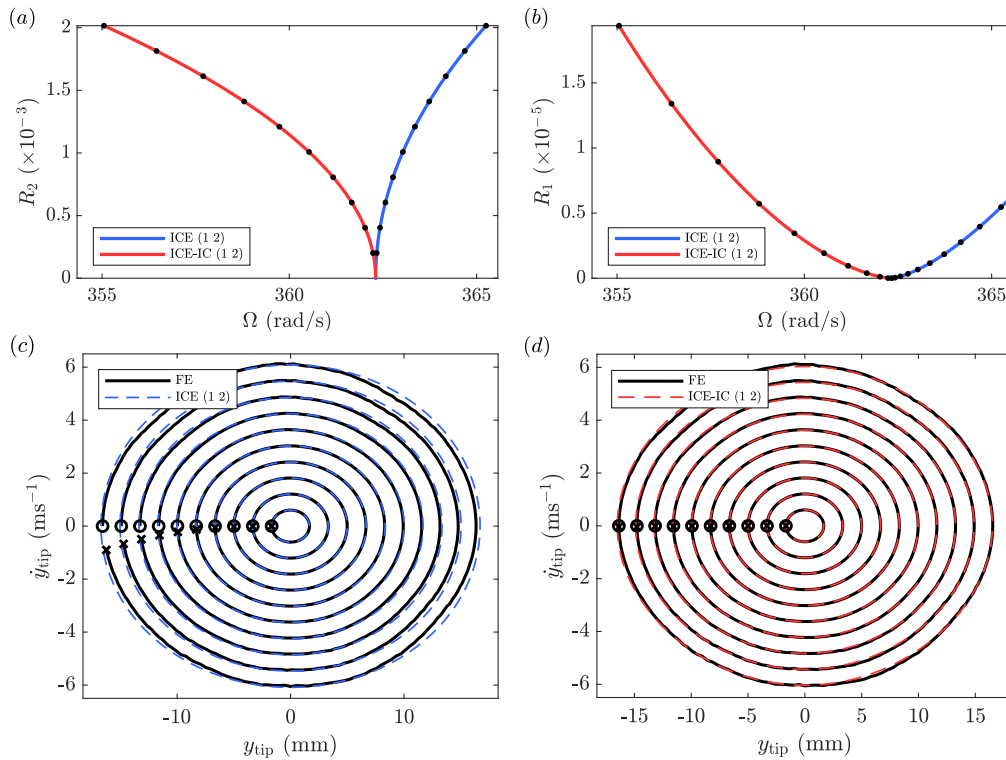 (a)
R₂ (×10⁻³)
2
1.5
1
0.5
0
ICE (1 2)
ICE-IC (1 2)
355
360
365
Ω (rad/s)
(b)
R₁ (×10⁻⁵)
1.5
1
0.5
0
ICE (1 2)
ICE-IC (1 2)
355
360
365
Ω (rad/s)
(c)
ẏtip (ms⁻¹)
6
4
2
0
-2
-4
-6
FE
ICE (1 2)
-10
0
10
ytip (mm)
(d)
ẏtip (ms⁻¹)
6
4
2
0
-2
-4
-6
FE
ICE-IC (1 2)
-15
-10
-5
0
5
10
15
ytip (mm)